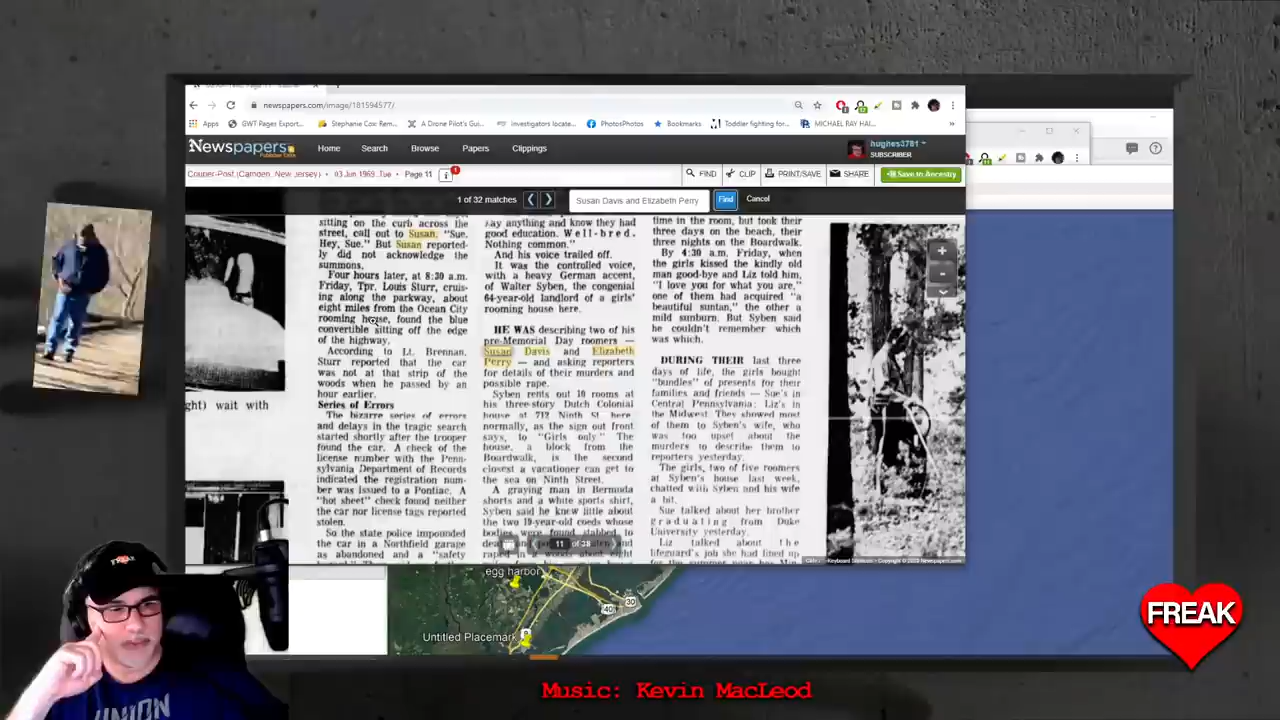 newspapers.com/image/181594577/
Apps
GWT Pages Export...
Stephanie Cox Rem...
A Drone Pilot's Gui...
investigators locate...
PhotosPhotos
Bookmarks
Toddler fighting for...
MICHAEL RAY HAI...
Newspapers
Home
Search
Browse
Papers
Clippings
hughes3781
SUBSCRIBER
Courier-Post (Camden, New Jersey)
03 Jun 1969, Tue
Page 11
FIND
CLIP
PRINT/SAVE
SHARE
Save to Ancestry
1 of 32 matches
Susan Davis and Elizabeth Perry
Find
Cancel
sitting on the curb across the
street, call out to Susan, "Sue.
Hey, Sue." But Susan reported-
ly did not acknowledge the
summons.
Four hours later, at 8:30 a.m.
Friday, Tpr. Louis Sturr, cruis-
ing along the parkway, about
eight miles from the Ocean City
rooming house, found the blue
convertible sitting off the edge
of the highway.
According to Lt. Brennan,
Sturr reported that the car
was not at that strip of the
woods when he passed by an
hour earlier.
Series of Errors
The bizarre series of errors
and delays in the tragic search
started shortly after the trooper
found the car. A check of the
license number with the Penn-
sylvania Department of Records
indicated the registration num-
ber was issued to a Pontiac. A
"hot sheet" check found neither
the car nor license tags reported
stolen.
So the state police impounded
the car in a Northfield garage
as abandoned and a "safety
say anything and know they had
good education. Well-bred.
Nothing common."
And his voice trailed off.
It was the controlled voice,
with a heavy German accent,
of Walter Syben, the congenial
64-year-old landlord of a girls'
rooming house here.
HE WAS describing two of his
pre-Memorial Day roomers —
Susan Davis and Elizabeth
Perry — and asking reporters
for details of their murders and
possible rape.
Syben rents out 10 rooms at
his three-story Dutch Colonial
house at 712 Ninth St. here
normally, as the sign out front
says, to "Girls only." The
house, a block from the
Boardwalk, is the second
closest a vacationer can get to
the sea on Ninth Street.
A graying man in Bermuda
shorts and a white sports shirt,
Syben said he knew little about
the two 19-year-old coeds whose
bodies were found stabbed to
time in the room, but took their
three days on the beach, their
three nights on the Boardwalk.
By 4:30 a.m. Friday, when
the girls kissed the kindly old
man good-bye and Liz told him,
"I love you for what you are,"
one of them had acquired "a
beautiful suntan," the other a
mild sunburn. But Syben said
he couldn't remember which
was which.
DURING THEIR last three
days of life, the girls bought
"bundles" of presents for their
families and friends — Sue's in
Central Pennsylvania; Liz's in
the Midwest. They showed most
of them to Syben's wife, who
was too upset about the
murders to describe them to
reporters yesterday.
The girls, two of five roomers
at Syben's house last week,
chatted with Syben and his wife
a bit.
Sue talked about her brother
graduating from Duke
University yesterday.
Liz talked about the
lifeguard's job she had lined up
ght) wait with
11
egg harbor
30
40
Untitled Placemark
FREAK
UNION
Music: Kevin MacLeod